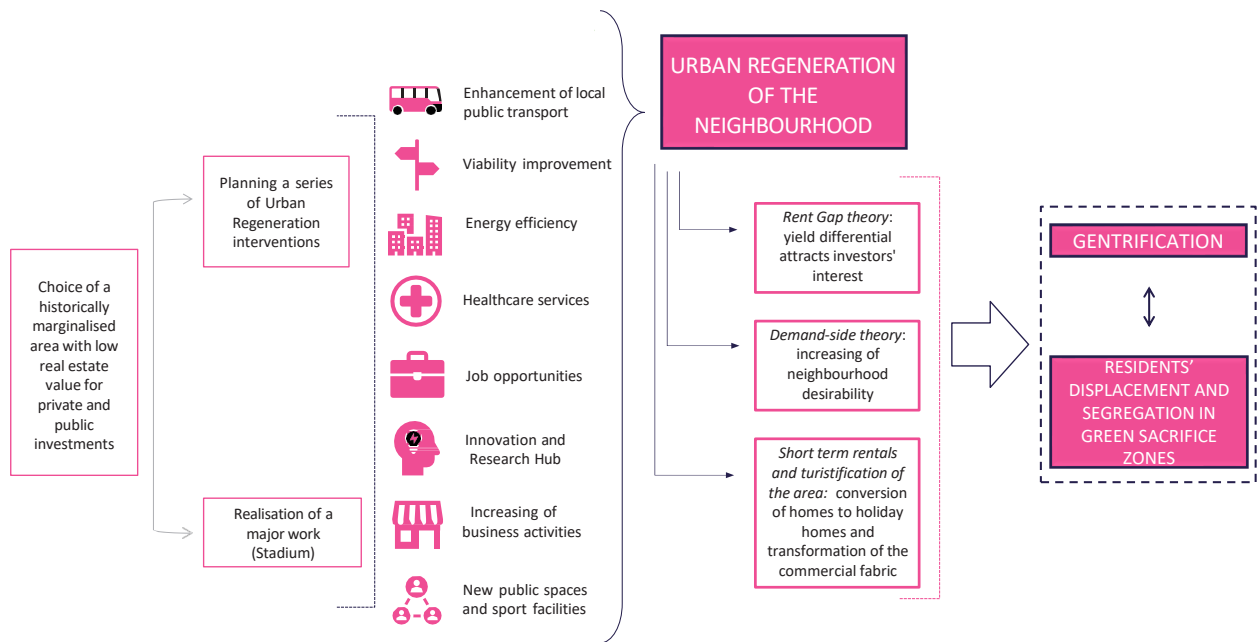 Choice of a
historically
marginalised
area with low
real estate
value for
private and
public
investments
Planning a series
of Urban
Regeneration
interventions
Realisation of a
major work
(Stadium)
Enhancement of local
public transport
Viability improvement
Energy efficiency
Healthcare services
Job opportunities
Innovation and
Research Hub
Increasing of
business activities
New public spaces
and sport facilities
URBAN REGENERATION
OF THE
NEIGHBOURHOOD
Rent Gap theory:
yield differential
attracts investors'
interest
Demand-side theory:
increasing of
neighbourhood
desirability
Short term rentals
and turistification of
the area: conversion
of homes to holiday
homes and
transformation of the
commercial fabric
GENTRIFICATION
RESIDENTS’
DISPLACEMENT AND
SEGREGATION IN
GREEN SACRIFICE
ZONES